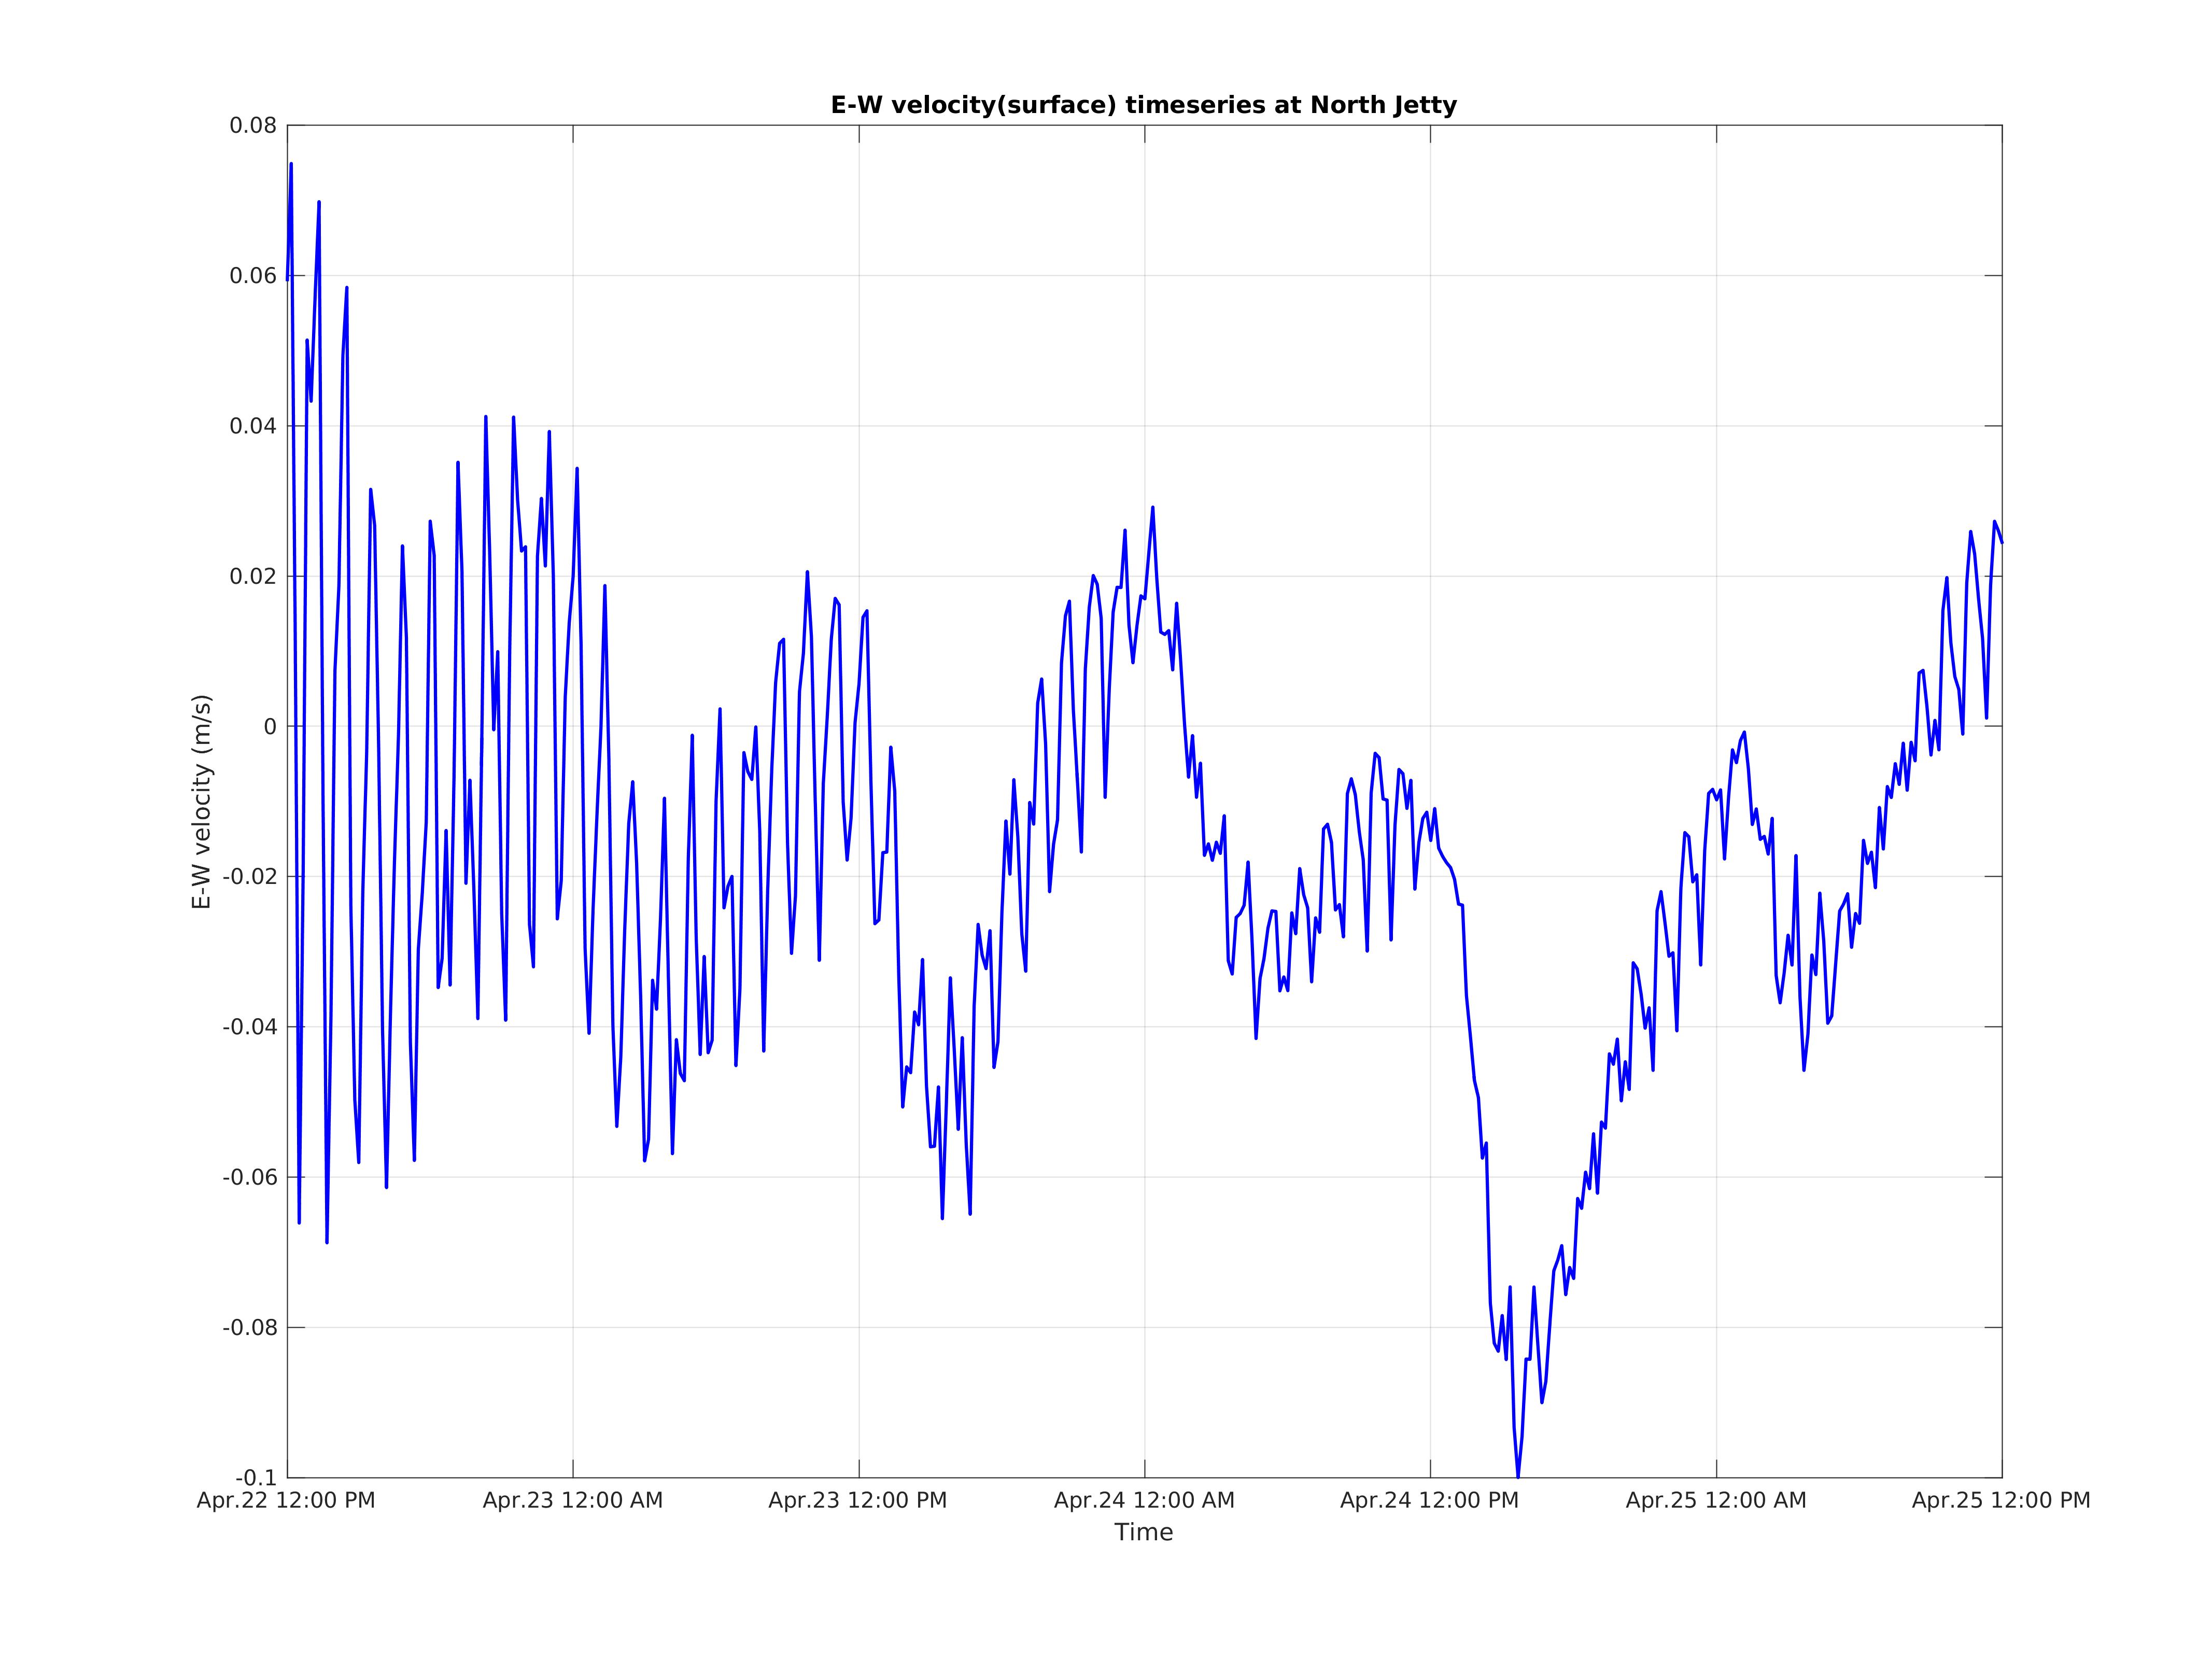 E-W velocity(surface) timeseries at North Jetty
0.08
0.06
0.04
0.02
0
-0.02
-0.04
-0.06
-0.08
-0.1
E-W velocity (m/s)
Apr.22 12:00 PM
Apr.23 12:00 AM
Apr.23 12:00 PM
Apr.24 12:00 AM
Apr.24 12:00 PM
Apr.25 12:00 AM
Apr.25 12:00 PM
Time